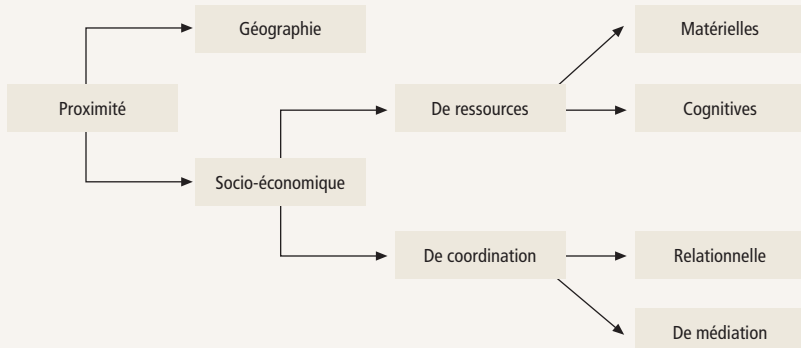 Géographie
Matérielles
Proximité
De ressources
Cognitives
Socio-économique
De coordination
Relationnelle
De médiation